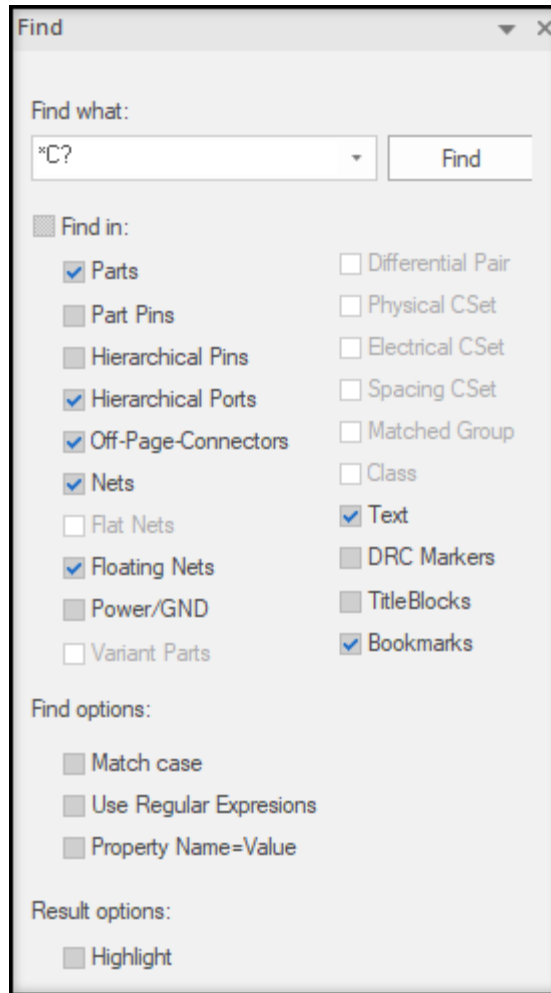 Find
Find what:
*C?
Find
Find in:
Parts
Part Pins
Hierarchical Pins
Hierarchical Ports
Off-Page-Connectors
Nets
Flat Nets
Floating Nets
Power/GND
Variant Parts
Differential Pair
Physical CSet
Electrical CSet
Spacing CSet
Matched Group
Class
Text
DRC Markers
TitleBlocks
Bookmarks
Find options:
Match case
Use Regular Expresions
Property Name=Value
Result options:
Highlight